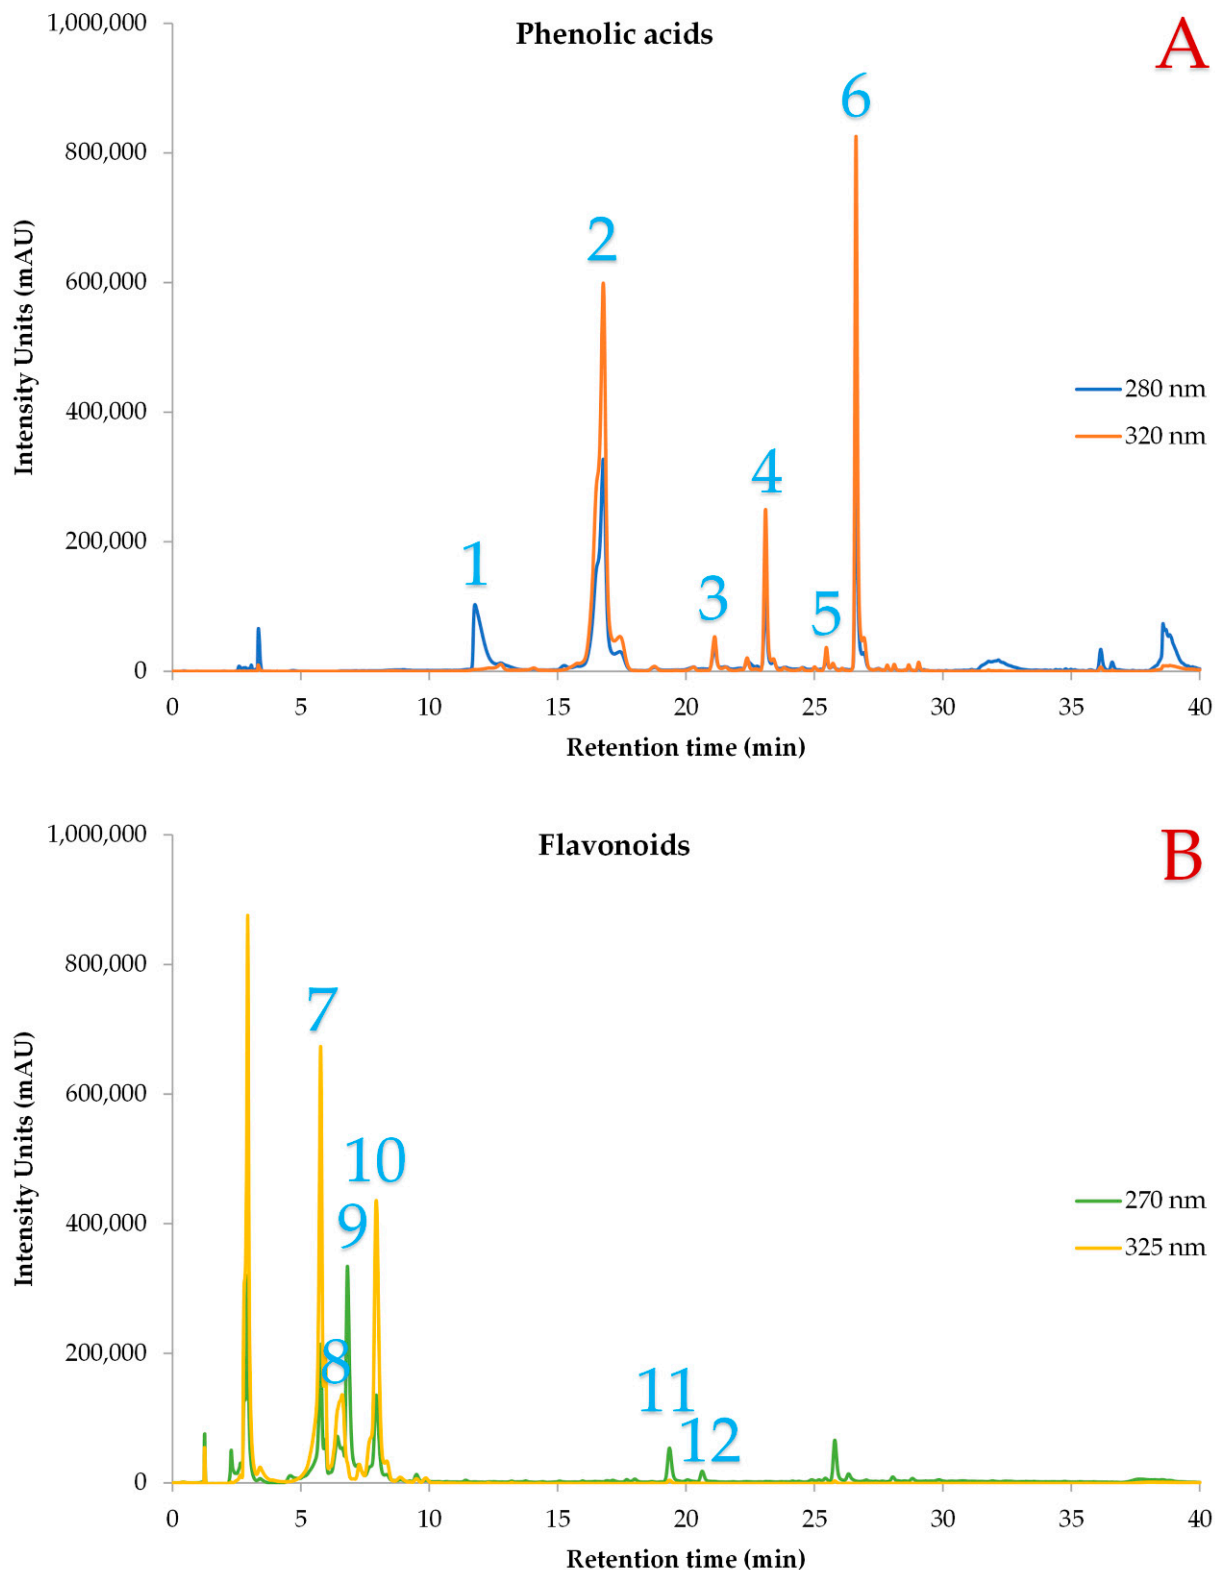 Phenolic acids
A
1,000,000
800,000
600,000
400,000
200,000
0
Intensity Units (mAU)
1
2
3
4
5
6
280 nm
320 nm
0 5 10 15 20 25 30 35 40
Retention time (min)
Flavonoids
B
1,000,000
800,000
600,000
400,000
200,000
0
Intensity Units (mAU)
7
8
9
10
11
12
270 nm
325 nm
0 5 10 15 20 25 30 35 40
Retention time (min)